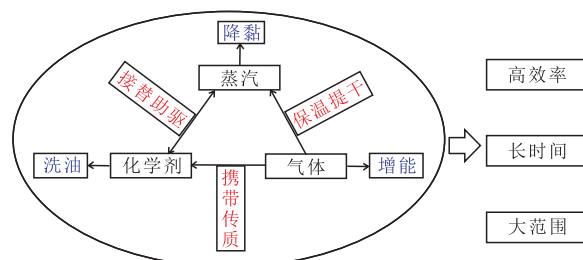 降黏
蒸汽
接替助驱
保温提干
洗油
化学剂
气体
增能
携带传质
高效率
长时间
大范围